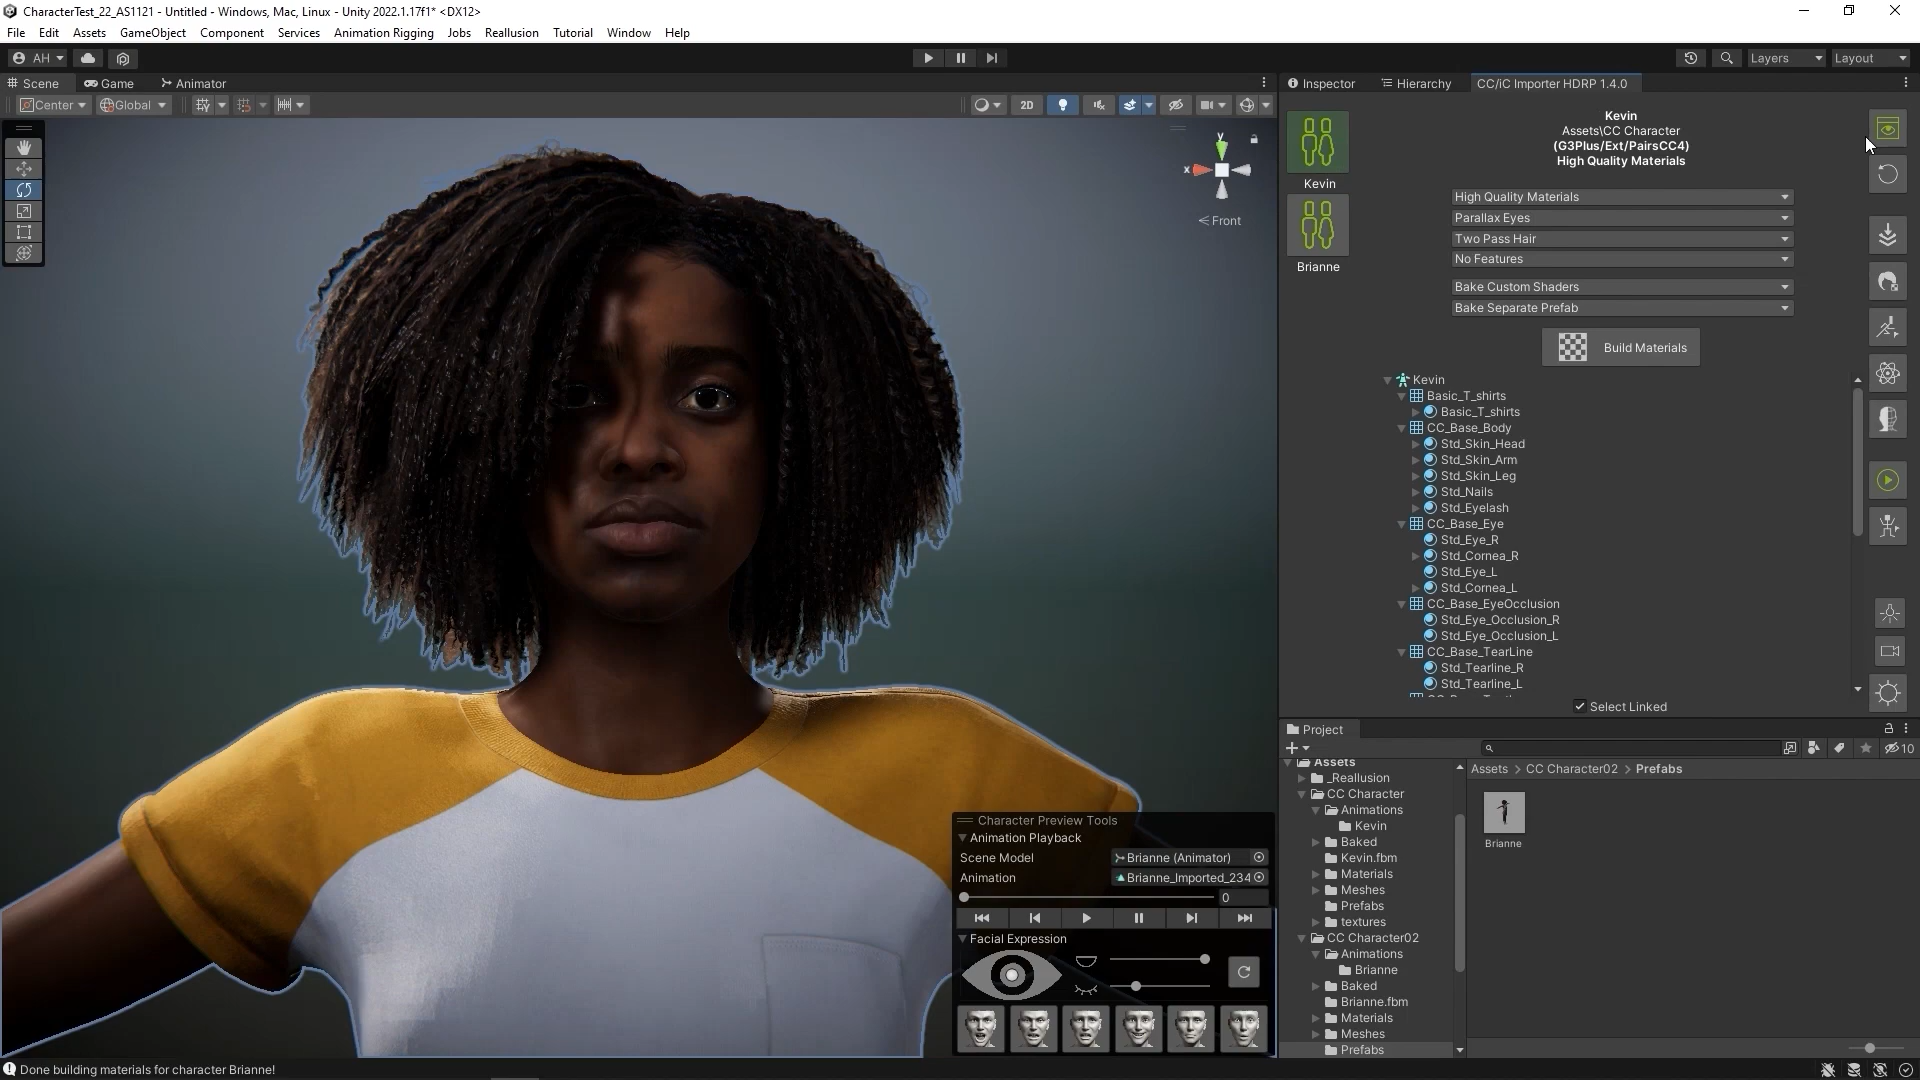 CharacterTest_22_AS1121 - Untitled - Windows, Mac, Linux - Unity 2022.1.17f1* <DX12>
File Edit Assets GameObject Component Services Animation Rigging Jobs Reallusion Tutorial Window Help
AH
Layers
Layout
Scene
Game
Animator
Center
Global
2D
y
x
Front
Inspector
Hierarchy
CC/iC Importer HDRP 1.4.0
Kevin
Brianne
Kevin
Assets\CC Character
(G3Plus/Ext/PairsCC4)
High Quality Materials
High Quality Materials
Parallax Eyes
Two Pass Hair
No Features
Bake Custom Shaders
Bake Separate Prefab
Build Materials
Kevin
Basic_T_shirts
Basic_T_shirts
CC_Base_Body
Std_Skin_Head
Std_Skin_Arm
Std_Skin_Leg
Std_Nails
Std_Eyelash
CC_Base_Eye
Std_Eye_R
Std_Cornea_R
Std_Eye_L
Std_Cornea_L
CC_Base_EyeOcclusion
Std_Eye_Occlusion_R
Std_Eye_Occlusion_L
CC_Base_TearLine
Std_Tearline_R
Std_Tearline_L
Select Linked
Character Preview Tools
Animation Playback
Scene Model
Brianne (Animator)
Animation
Brianne_Imported_234
0
Facial Expression
Project
10
Assets
_Reallusion
CC Character
Animations
Kevin
Baked
Kevin.fbm
Materials
Meshes
Prefabs
textures
CC Character02
Animations
Brianne
Baked
Brianne.fbm
Materials
Meshes
Prefabs
Assets > CC Character02 > Prefabs
Brianne
Done building materials for character Brianne!